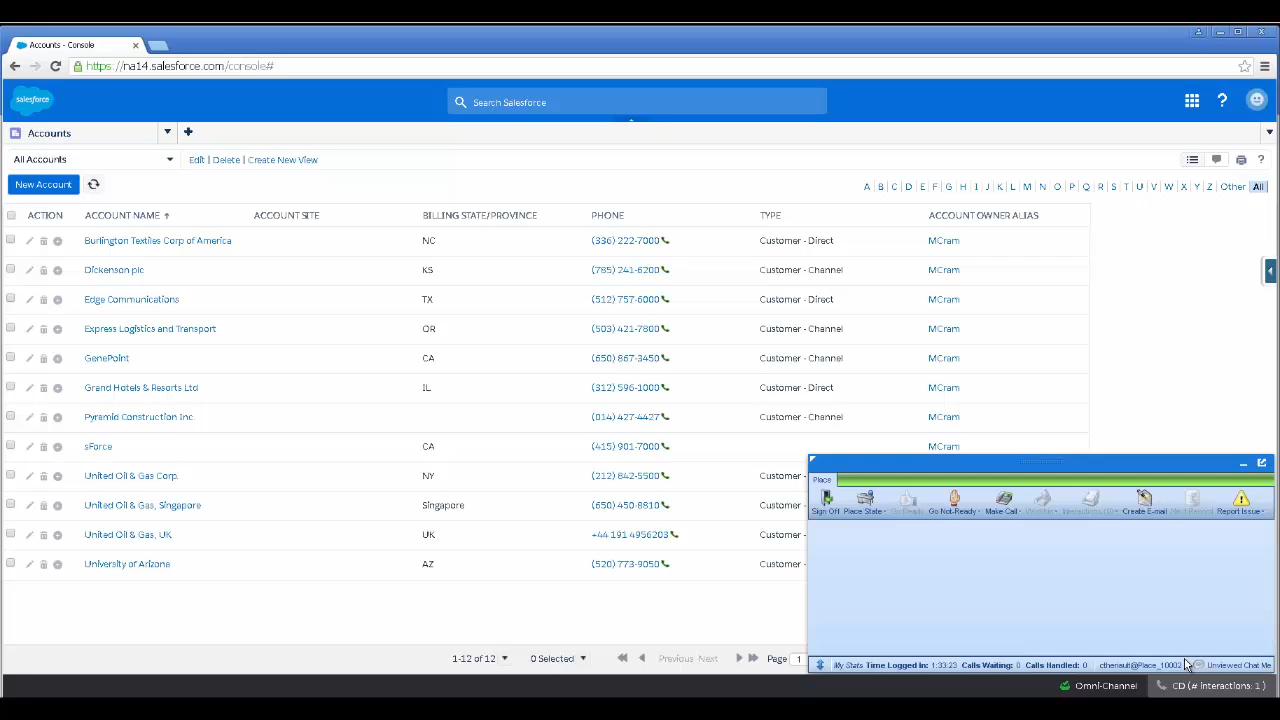 Accounts - Console
https://na14.salesforce.com/console#
salesforce
Search Salesforce
?
Accounts
All Accounts
Edit | Delete | Create New View
?
New Account
A B C D E F G H I J K L M N O P Q R S T U V W X Y Z Other All
ACTION ACCOUNT NAME ACCOUNT SITE BILLING STATE/PROVINCE PHONE TYPE ACCOUNT OWNER ALIAS
Burlington Textiles Corp of America NC (336) 222-7000 Customer - Direct MCram
Dickenson plc KS (785) 241-6200 Customer - Channel MCram
Edge Communications TX (512) 757-6000 Customer - Direct MCram
Express Logistics and Transport OR (503) 421-7800 Customer - Channel MCram
GenePoint CA (650) 867-3450 Customer - Channel MCram
Grand Hotels & Resorts Ltd IL (312) 596-1000 Customer - Direct MCram
Pyramid Construction Inc. (014) 427-4427 Customer - Channel MCram
sForce CA (415) 901-7000 MCram
United Oil & Gas Corp. NY (212) 842-5500 Customer
United Oil & Gas, Singapore Singapore (650) 450-8810 Customer
United Oil & Gas, UK UK +44 191 4956203 Customer
University of Arizona AZ (520) 773-9050 Customer
Place
Sign Off Place State Go Ready Go Not-Ready Make Call Create E-mail Report Issue
1-12 of 12 0 Selected Previous Next Page 1
My Stats Time Logged In: 1:33:23 Calls Waiting: 0 Calls Handled: 0 ctheriault@Place_10002 Unviewed Chat Me
Omni-Channel CD (# interactions: 1 )